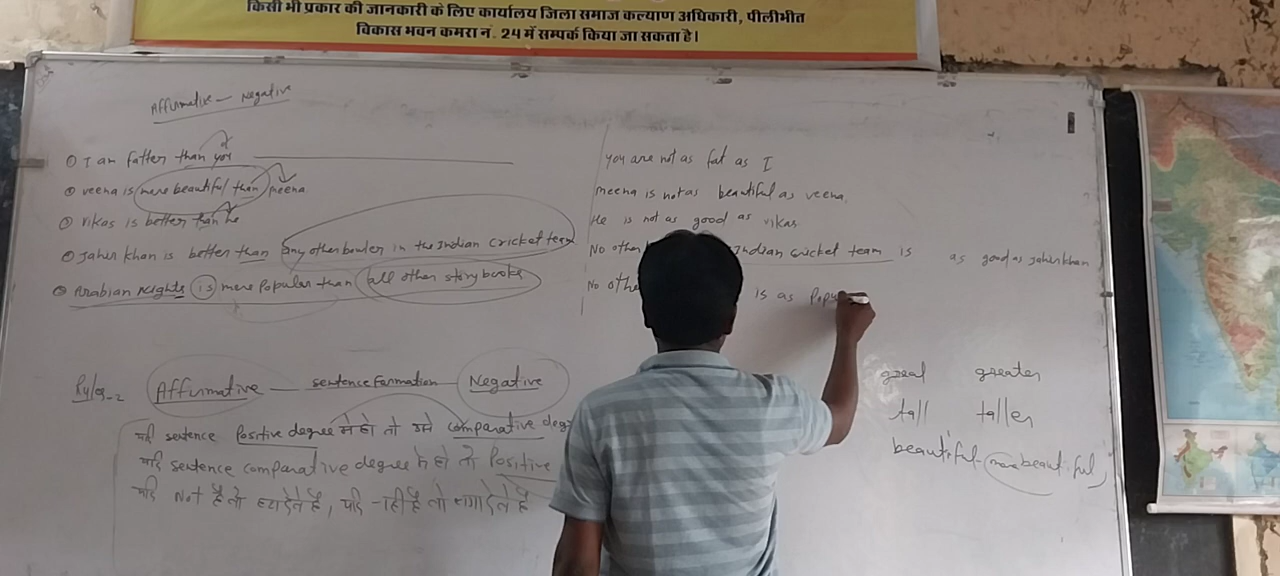 किसी भी प्रकार की जानकारी के लिए कार्यालय जिला समाज कल्याण अधिकारी, पीलीभीत
विकास भवन कमरा नं. 24 में सम्पर्क किया जा सकता है।
Affirmative — Negative
① I am fatter than you
② veena is more beautiful than meena
③ vikas is better than he
④ Jahir khan is better than any other bowler in the Indian cricket team
⑤ Arabian Nights is more Popular than all other story books
you are not as fat as I
meena is not as beautiful as veena.
He is not as good as vikas
No other Indian cricket team is as good as Jahir khan
No othe is as Popu
Rule-2 Affirmative — sentence Formation — Negative
यदि sentence Positive degree में हो तो उसे comparative deg
यदि sentence comparative degree में हो तो Positive
यदि Not है तो हटा देते है, यदि नहीं है तो लगा देते है
great greater
tall taller
beautiful more beautiful